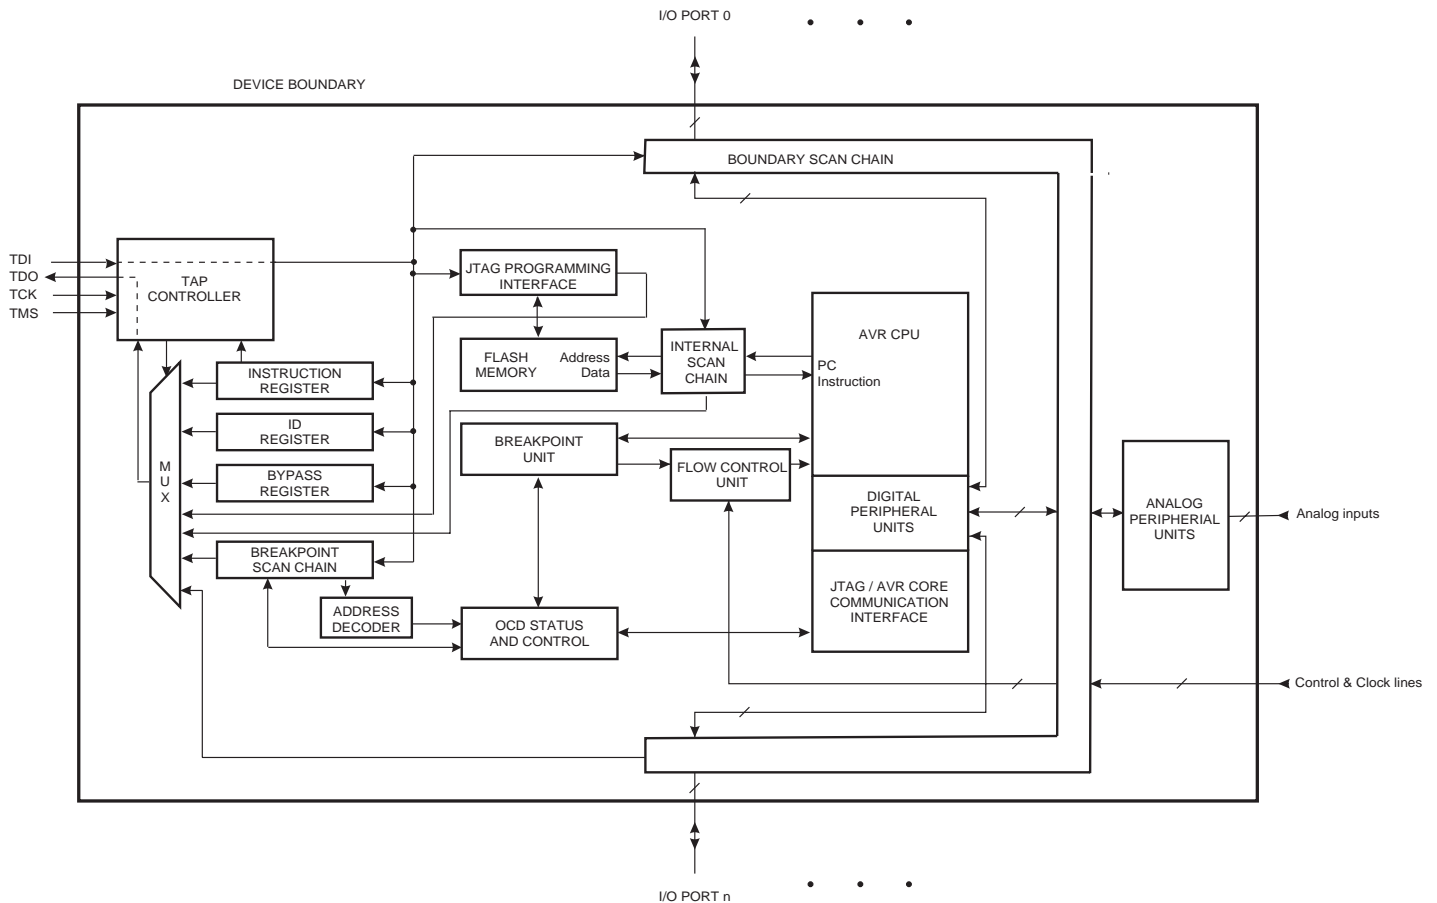 I/O PORT 0
DEVICE BOUNDARY
BOUNDARY SCAN CHAIN
TDI
TDO
TCK
TMS
TAP
CONTROLLER
JTAG PROGRAMMING
INTERFACE
AVR CPU
FLASH
MEMORY
Address
Data
INTERNAL
SCAN
CHAIN
PC
Instruction
INSTRUCTION
REGISTER
ID
REGISTER
BREAKPOINT
UNIT
FLOW CONTROL
UNIT
M
U
X
BYPASS
REGISTER
DIGITAL
PERIPHERAL
UNITS
ANALOG
PERIPHERIAL
UNITS
Analog inputs
BREAKPOINT
SCAN CHAIN
ADDRESS
DECODER
OCD STATUS
AND CONTROL
JTAG / AVR CORE
COMMUNICATION
INTERFACE
Control & Clock lines
I/O PORT n